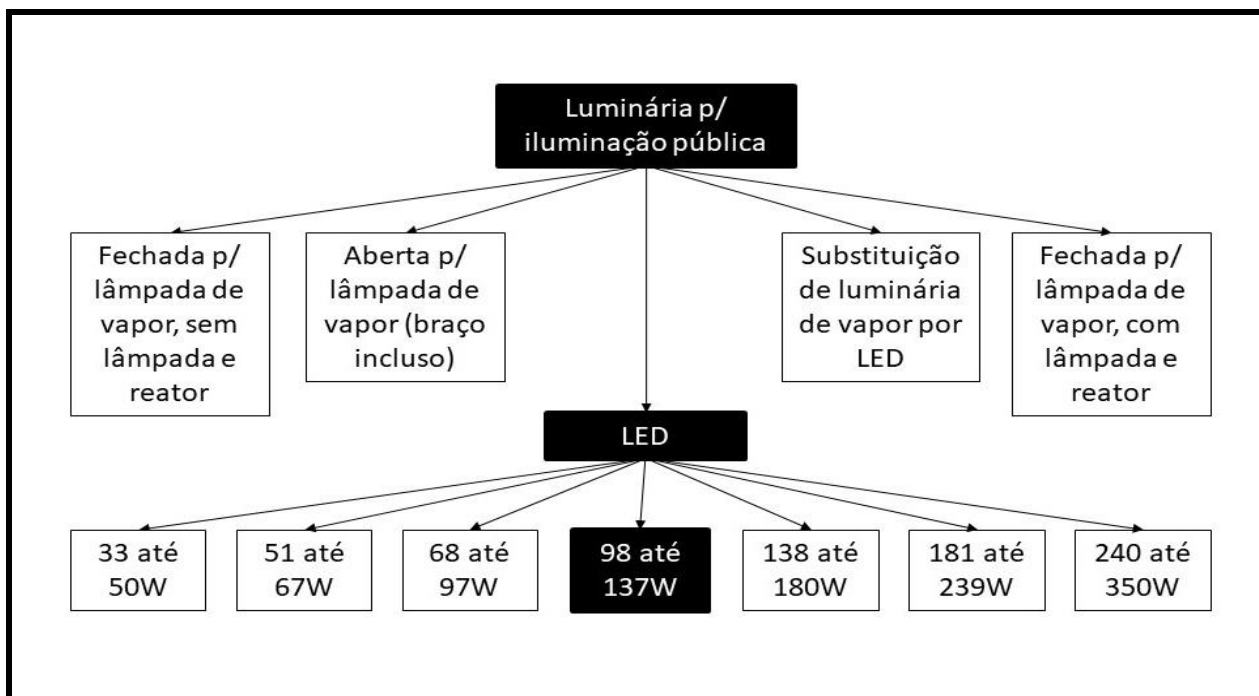 Luminária p/
iluminação pública
Fechada p/
lâmpada de
vapor, sem
lâmpada e
reator
Aberta p/
lâmpada de
vapor (braço
incluso)
Substituição
de luminária
de vapor por
LED
Fechada p/
lâmpada de
vapor, com
lâmpada e
reator
LED
33 até
50W
51 até
67W
68 até
97W
98 até
137W
138 até
180W
181 até
239W
240 até
350W